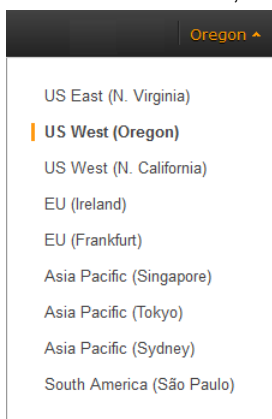 Oregon
US East (N. Virginia)
US West (Oregon)
US West (N. California)
EU (Ireland)
EU (Frankfurt)
Asia Pacific (Singapore)
Asia Pacific (Tokyo)
Asia Pacific (Sydney)
South America (São Paulo)